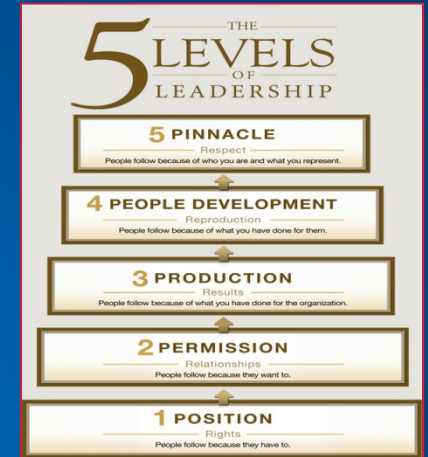 THE
5 LEVELS
OF
LEADERSHIP
5 PINNACLE
Respect
People follow because of who you are and what you represent.
4 PEOPLE DEVELOPMENT
Reproduction
People follow because of what you have done for them.
3 PRODUCTION
Results
People follow because of what you have done for the organization.
2 PERMISSION
Relationships
People follow because they want to.
1 POSITION
Rights
People follow because they have to.